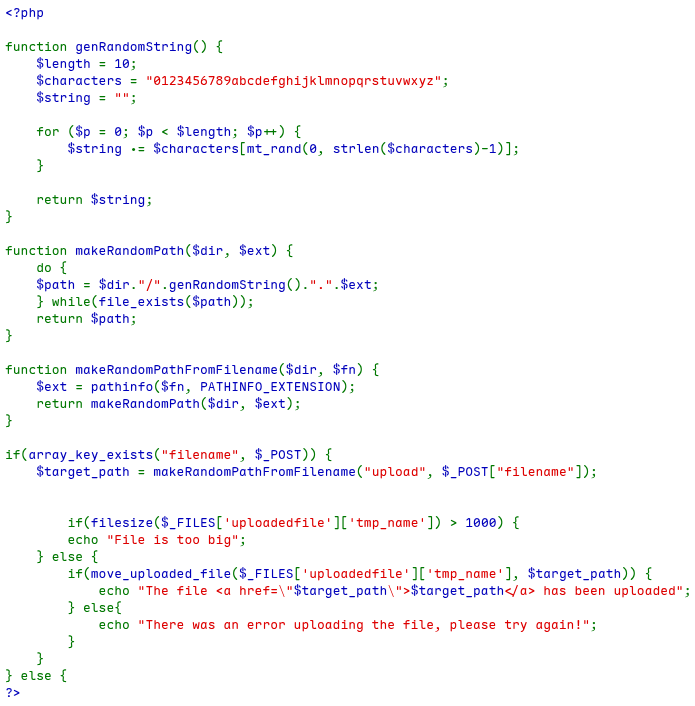 <?php

function genRandomString() {
    $length = 10;
    $characters = "0123456789abcdefghijklmnopqrstuvwxyz";
    $string = "";

    for ($p = 0; $p < $length; $p++) {
        $string .= $characters[mt_rand(0, strlen($characters)-1)];
    }

    return $string;
}

function makeRandomPath($dir, $ext) {
    do {
    $path = $dir."/".genRandomString().".".$ext;
    } while(file_exists($path));
    return $path;
}

function makeRandomPathFromFilename($dir, $fn) {
    $ext = pathinfo($fn, PATHINFO_EXTENSION);
    return makeRandomPath($dir, $ext);
}

if(array_key_exists("filename", $_POST)) {
    $target_path = makeRandomPathFromFilename("upload", $_POST["filename"]);


        if(filesize($_FILES['uploadedfile']['tmp_name']) > 1000) {
        echo "File is too big";
    } else {
        if(move_uploaded_file($_FILES['uploadedfile']['tmp_name'], $target_path)) {
            echo "The file <a href=\"$target_path\">$target_path</a> has been uploaded";
        } else{
            echo "There was an error uploading the file, please try again!";
        }
    }
} else {
?>